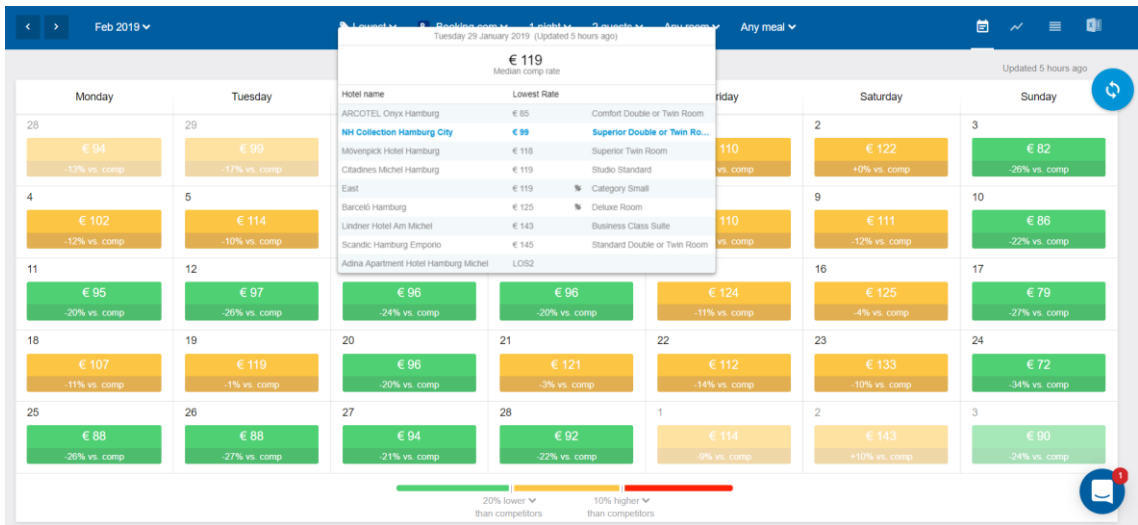 Feb 2019
Lowest Booking.com 1 night 2 guests Any room Any meal
Updated 5 hours ago
Tuesday 29 January 2019 (Updated 5 hours ago)
€ 119
Median comp rate
Hotel name Lowest Rate
ARCOTEL Onyx Hamburg € 85 Comfort Double or Twin Room
NH Collection Hamburg City € 99 Superior Double or Twin Ro...
Mövenpick Hotel Hamburg € 118 Superior Twin Room
Citadines Michel Hamburg € 119 Studio Standard
East € 119 % Category Small
Barceló Hamburg € 125 % Deluxe Room
Lindner Hotel Am Michel € 143 Business Class Suite
Scandic Hamburg Emporio € 145 Standard Double or Twin Room
Adina Apartment Hotel Hamburg Michel LOS2
Monday Tuesday riday Saturday Sunday
28 29 2 3
€ 94 € 99 110 € 122 € 82
-13% vs. comp -17% vs. comp vs. comp +0% vs. comp -26% vs. comp
4 5 9 10
€ 102 € 114 110 € 111 € 86
-12% vs. comp -10% vs. comp vs. comp -12% vs. comp -22% vs. comp
11 12 16 17
€ 95 € 97 € 96 € 96 € 124 € 125 € 79
-20% vs. comp -26% vs. comp -24% vs. comp -20% vs. comp -11% vs. comp -4% vs. comp -27% vs. comp
18 19 20 21 22 23 24
€ 107 € 119 € 96 € 121 € 112 € 133 € 72
-11% vs. comp -1% vs. comp -20% vs. comp -3% vs. comp -14% vs. comp -10% vs. comp -34% vs. comp
25 26 27 28 1 2 3
€ 88 € 88 € 94 € 92 € 114 € 143 € 90
-26% vs. comp -27% vs. comp -21% vs. comp -22% vs. comp -9% vs. comp +10% vs. comp -24% vs. comp
20% lower 10% higher
than competitors than competitors
1